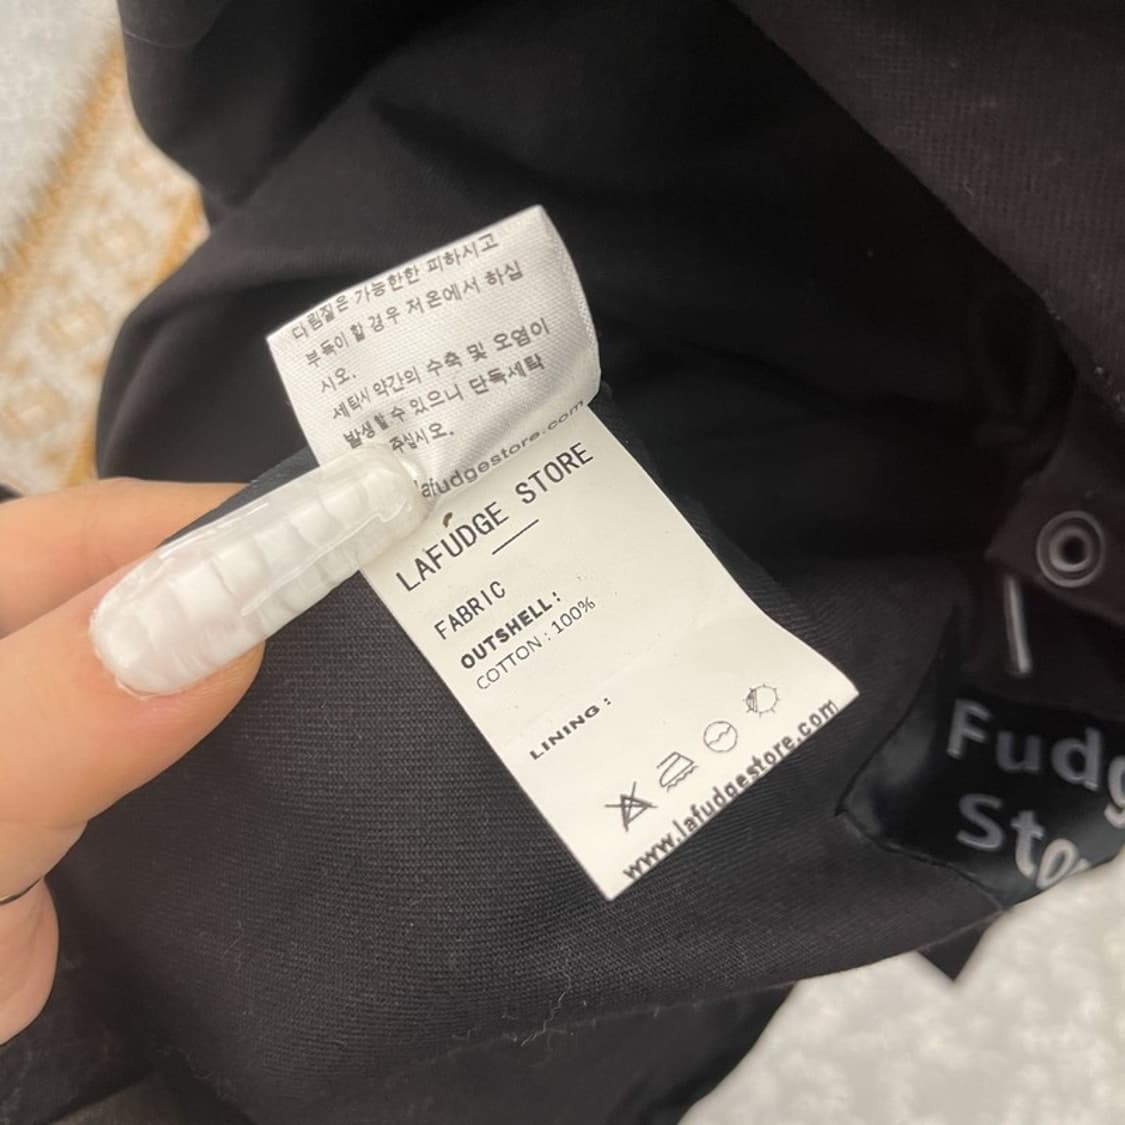 다림질은 가능한한 피하시고
부득이 할 경우 저온에서 하십
시오.
세탁시 약간의 수축 및 오염이
발생할 수 있으니 단독세탁
주십시오.
lafudgestore.com
LAFUDGE STORE
FABRIC
OUTSHELL:
COTTON : 100%
LINING :
www.lafudgestore.com
Fudg
Sto